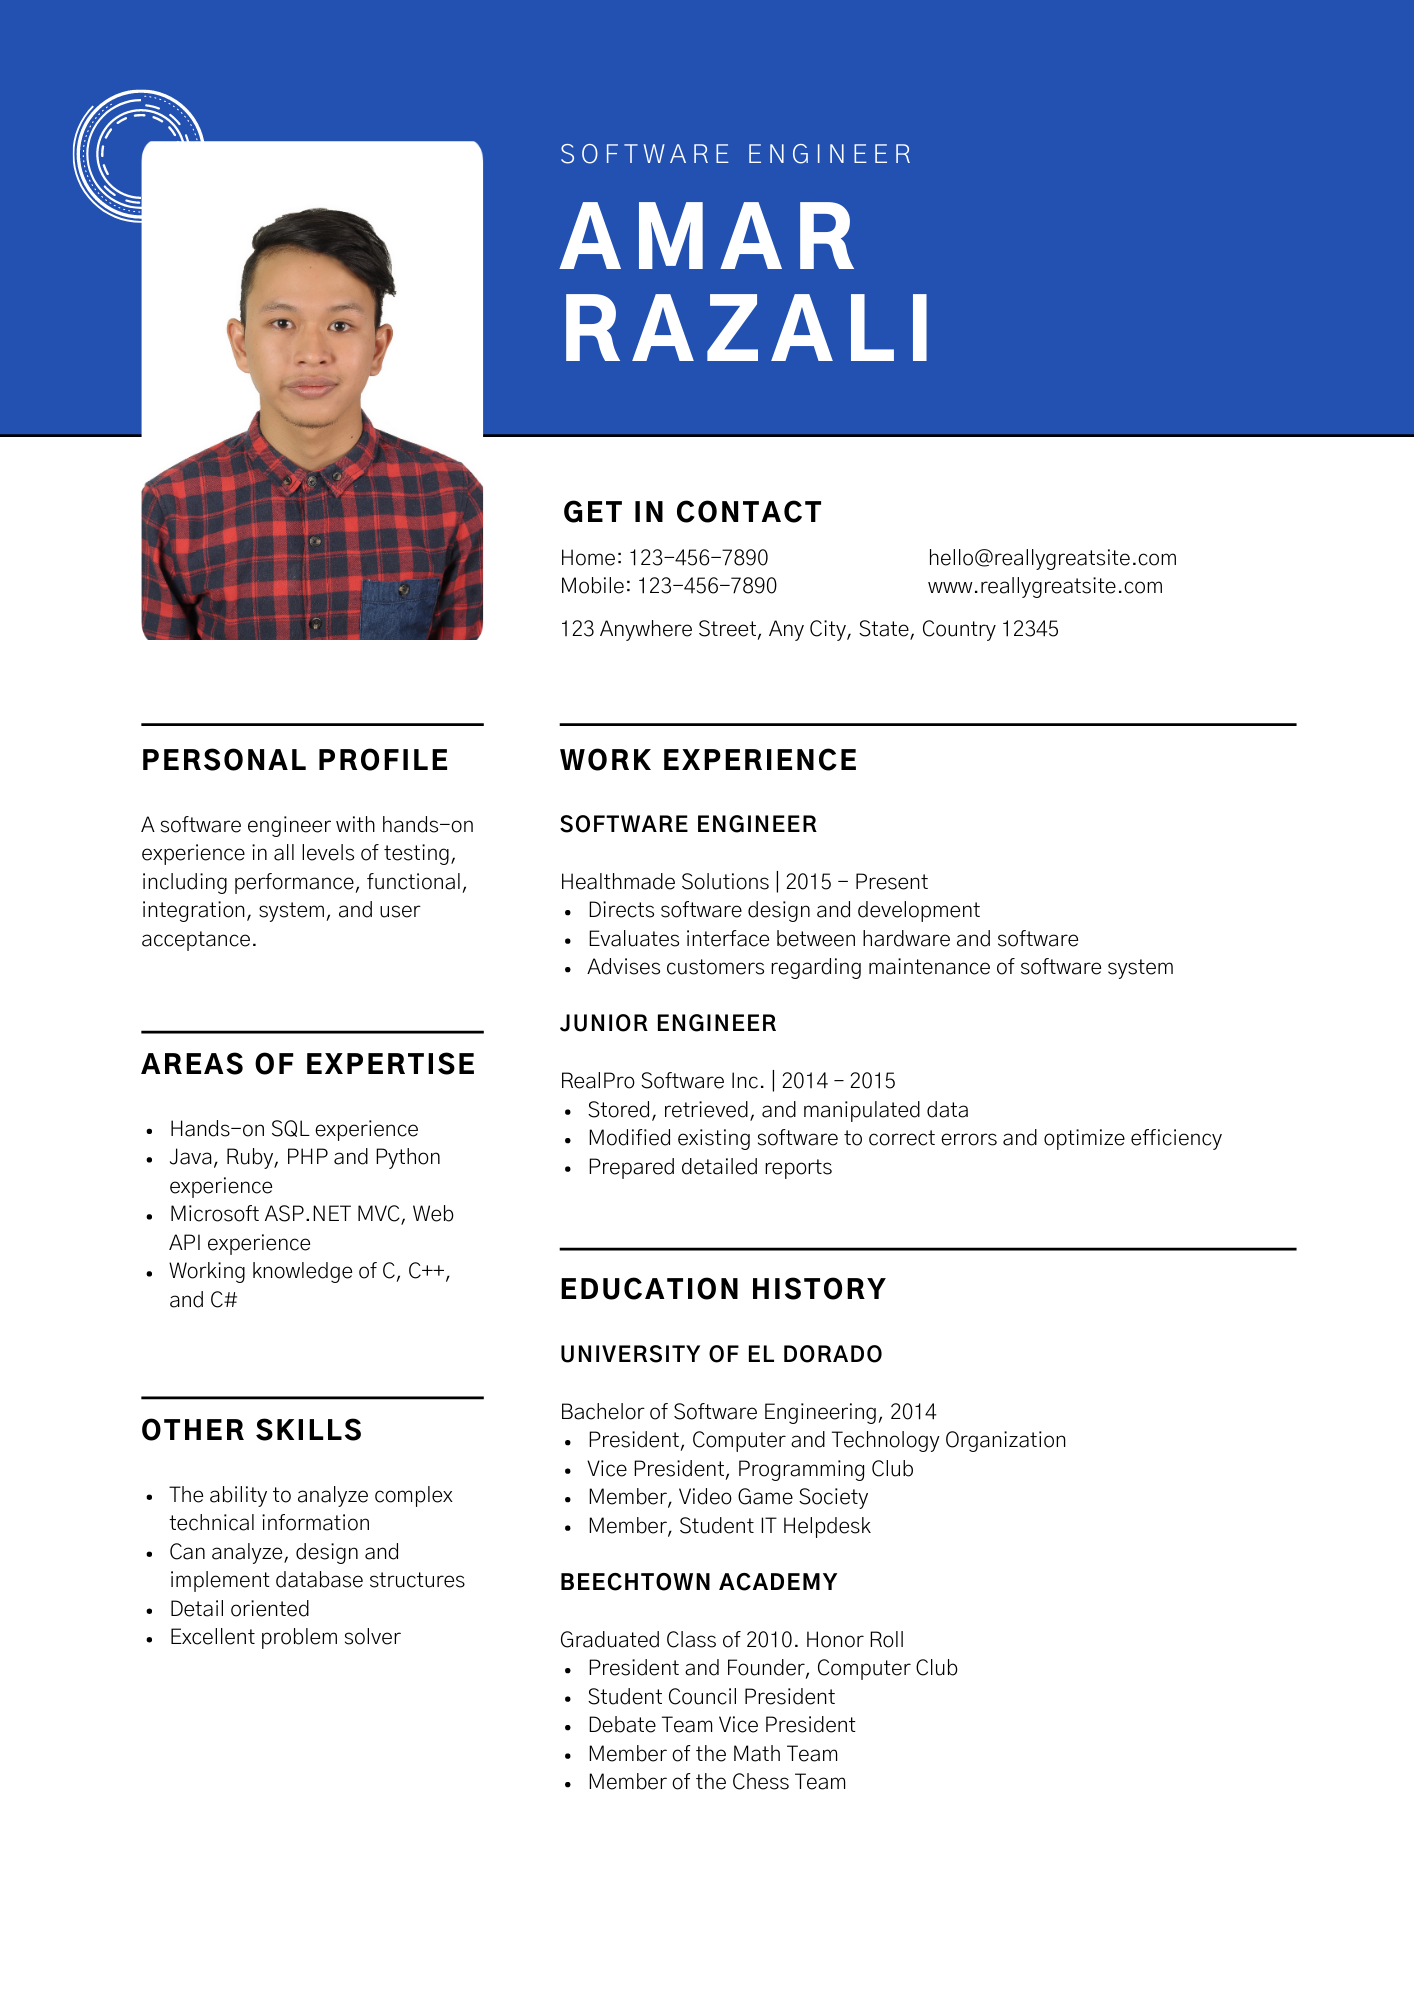 SOFTWARE ENGINEER
AMAR
RAZALI
GET IN CONTACT
Home: 123-456-7890
Mobile: 123-456-7890
hello@reallygreatsite.com
www.reallygreatsite.com
123 Anywhere Street, Any City, State, Country 12345
PERSONAL PROFILE
A software engineer with hands-on
experience in all levels of testing,
including performance, functional,
integration, system, and user
acceptance.
AREAS OF EXPERTISE
• Hands-on SQL experience
• Java, Ruby, PHP and Python
experience
• Microsoft ASP.NET MVC, Web
API experience
• Working knowledge of C, C++,
and C#
OTHER SKILLS
• The ability to analyze complex
technical information
• Can analyze, design and
implement database structures
• Detail oriented
• Excellent problem solver
WORK EXPERIENCE
SOFTWARE ENGINEER
Healthmade Solutions | 2015 - Present
• Directs software design and development
• Evaluates interface between hardware and software
• Advises customers regarding maintenance of software system
JUNIOR ENGINEER
RealPro Software Inc. | 2014 - 2015
• Stored, retrieved, and manipulated data
• Modified existing software to correct errors and optimize efficiency
• Prepared detailed reports
EDUCATION HISTORY
UNIVERSITY OF EL DORADO
Bachelor of Software Engineering, 2014
• President, Computer and Technology Organization
• Vice President, Programming Club
• Member, Video Game Society
• Member, Student IT Helpdesk
BEECHTOWN ACADEMY
Graduated Class of 2010. Honor Roll
• President and Founder, Computer Club
• Student Council President
• Debate Team Vice President
• Member of the Math Team
• Member of the Chess Team